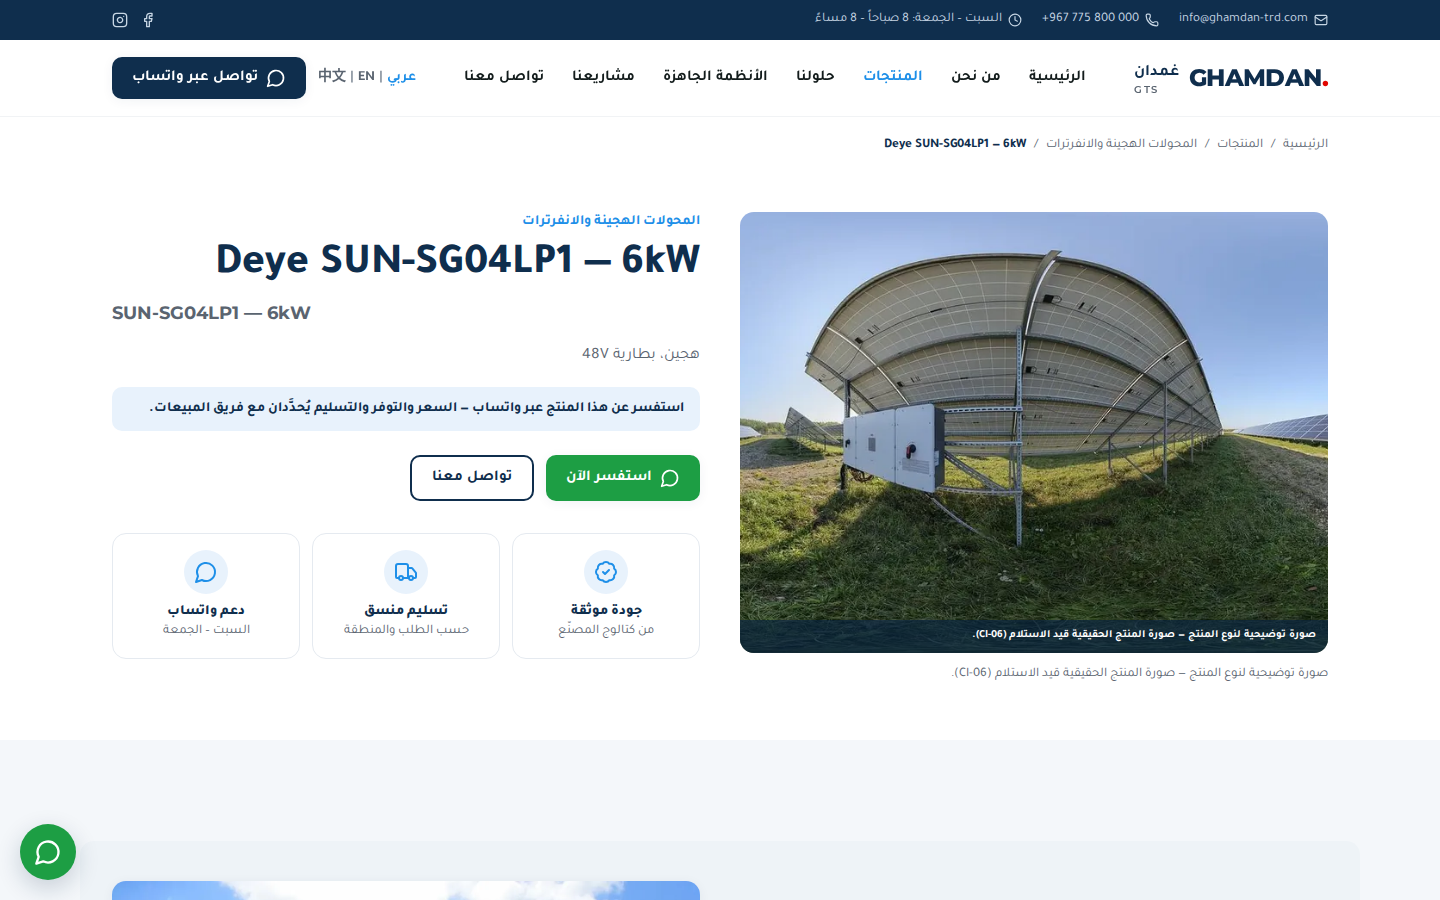 info@ghamdan-trd.com
+967 775 800 000
السبت - الجمعة: 8 صباحاً - 8 مساءً
GHAMDAN.
غمدان
GTS
الرئيسية
من نحن
المنتجات
حلولنا
الأنظمة الجاهزة
مشاريعنا
تواصل معنا
عربي | EN | 中文
تواصل عبر واتساب
الرئيسية / المنتجات / المحولات الهجينة والانفرترات / Deye SUN-SG04LP1 — 6kW
المحولات الهجينة والانفرترات
Deye SUN-SG04LP1 — 6kW
SUN-SG04LP1 — 6kW
هجين، بطارية 48V
استفسر عن هذا المنتج عبر واتساب — السعر والتوفر والتسليم يُحدَّدان مع فريق المبيعات.
استفسر الآن
تواصل معنا
جودة موثقة
من كتالوج المصنّع
تسليم منسق
حسب الطلب والمنطقة
دعم واتساب
السبت - الجمعة
صورة توضيحية لنوع المنتج — صورة المنتج الحقيقية قيد الاستلام (CI-06).
صورة توضيحية لنوع المنتج — صورة المنتج الحقيقية قيد الاستلام (CI-06).